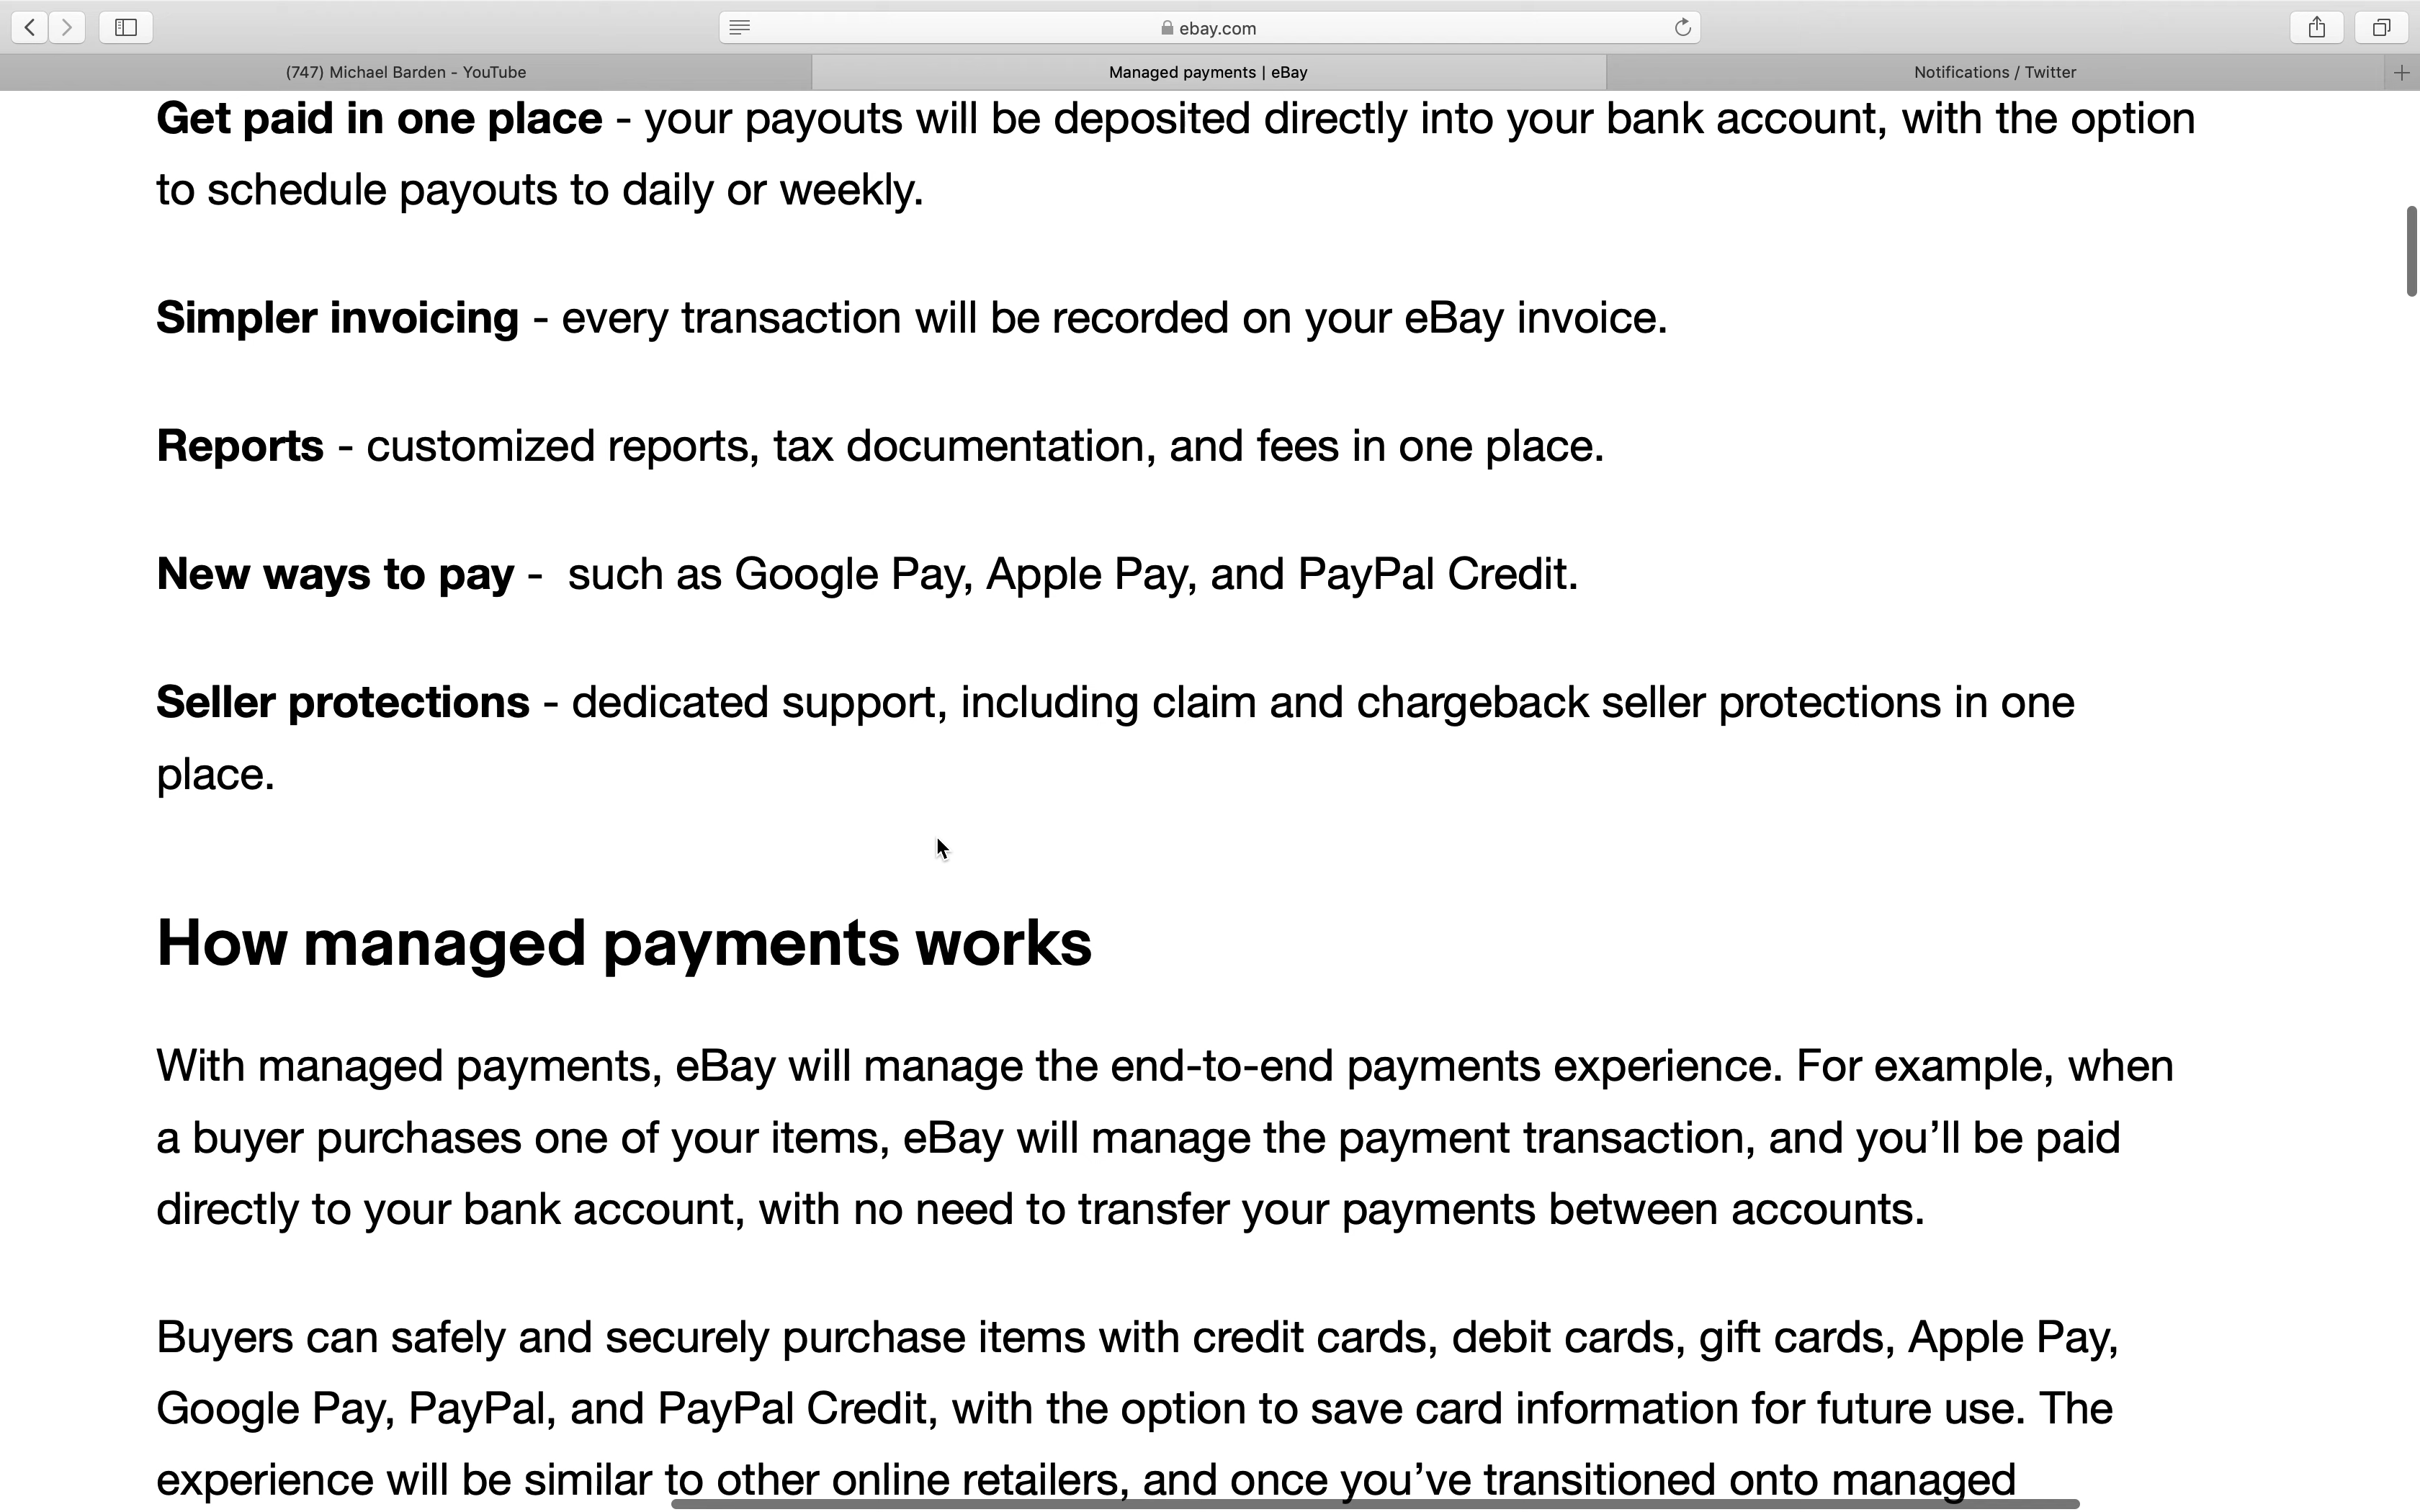 ebay.com
(747) Michael Barden - YouTube
Managed payments | eBay
Notifications / Twitter
Get paid in one place - your payouts will be deposited directly into your bank account, with the option
to schedule payouts to daily or weekly.
Simpler invoicing - every transaction will be recorded on your eBay invoice.
Reports - customized reports, tax documentation, and fees in one place.
New ways to pay -  such as Google Pay, Apple Pay, and PayPal Credit.
Seller protections - dedicated support, including claim and chargeback seller protections in one
place.
How managed payments works
With managed payments, eBay will manage the end-to-end payments experience. For example, when
a buyer purchases one of your items, eBay will manage the payment transaction, and you’ll be paid
directly to your bank account, with no need to transfer your payments between accounts.
Buyers can safely and securely purchase items with credit cards, debit cards, gift cards, Apple Pay,
Google Pay, PayPal, and PayPal Credit, with the option to save card information for future use. The
experience will be similar to other online retailers, and once you’ve transitioned onto managed